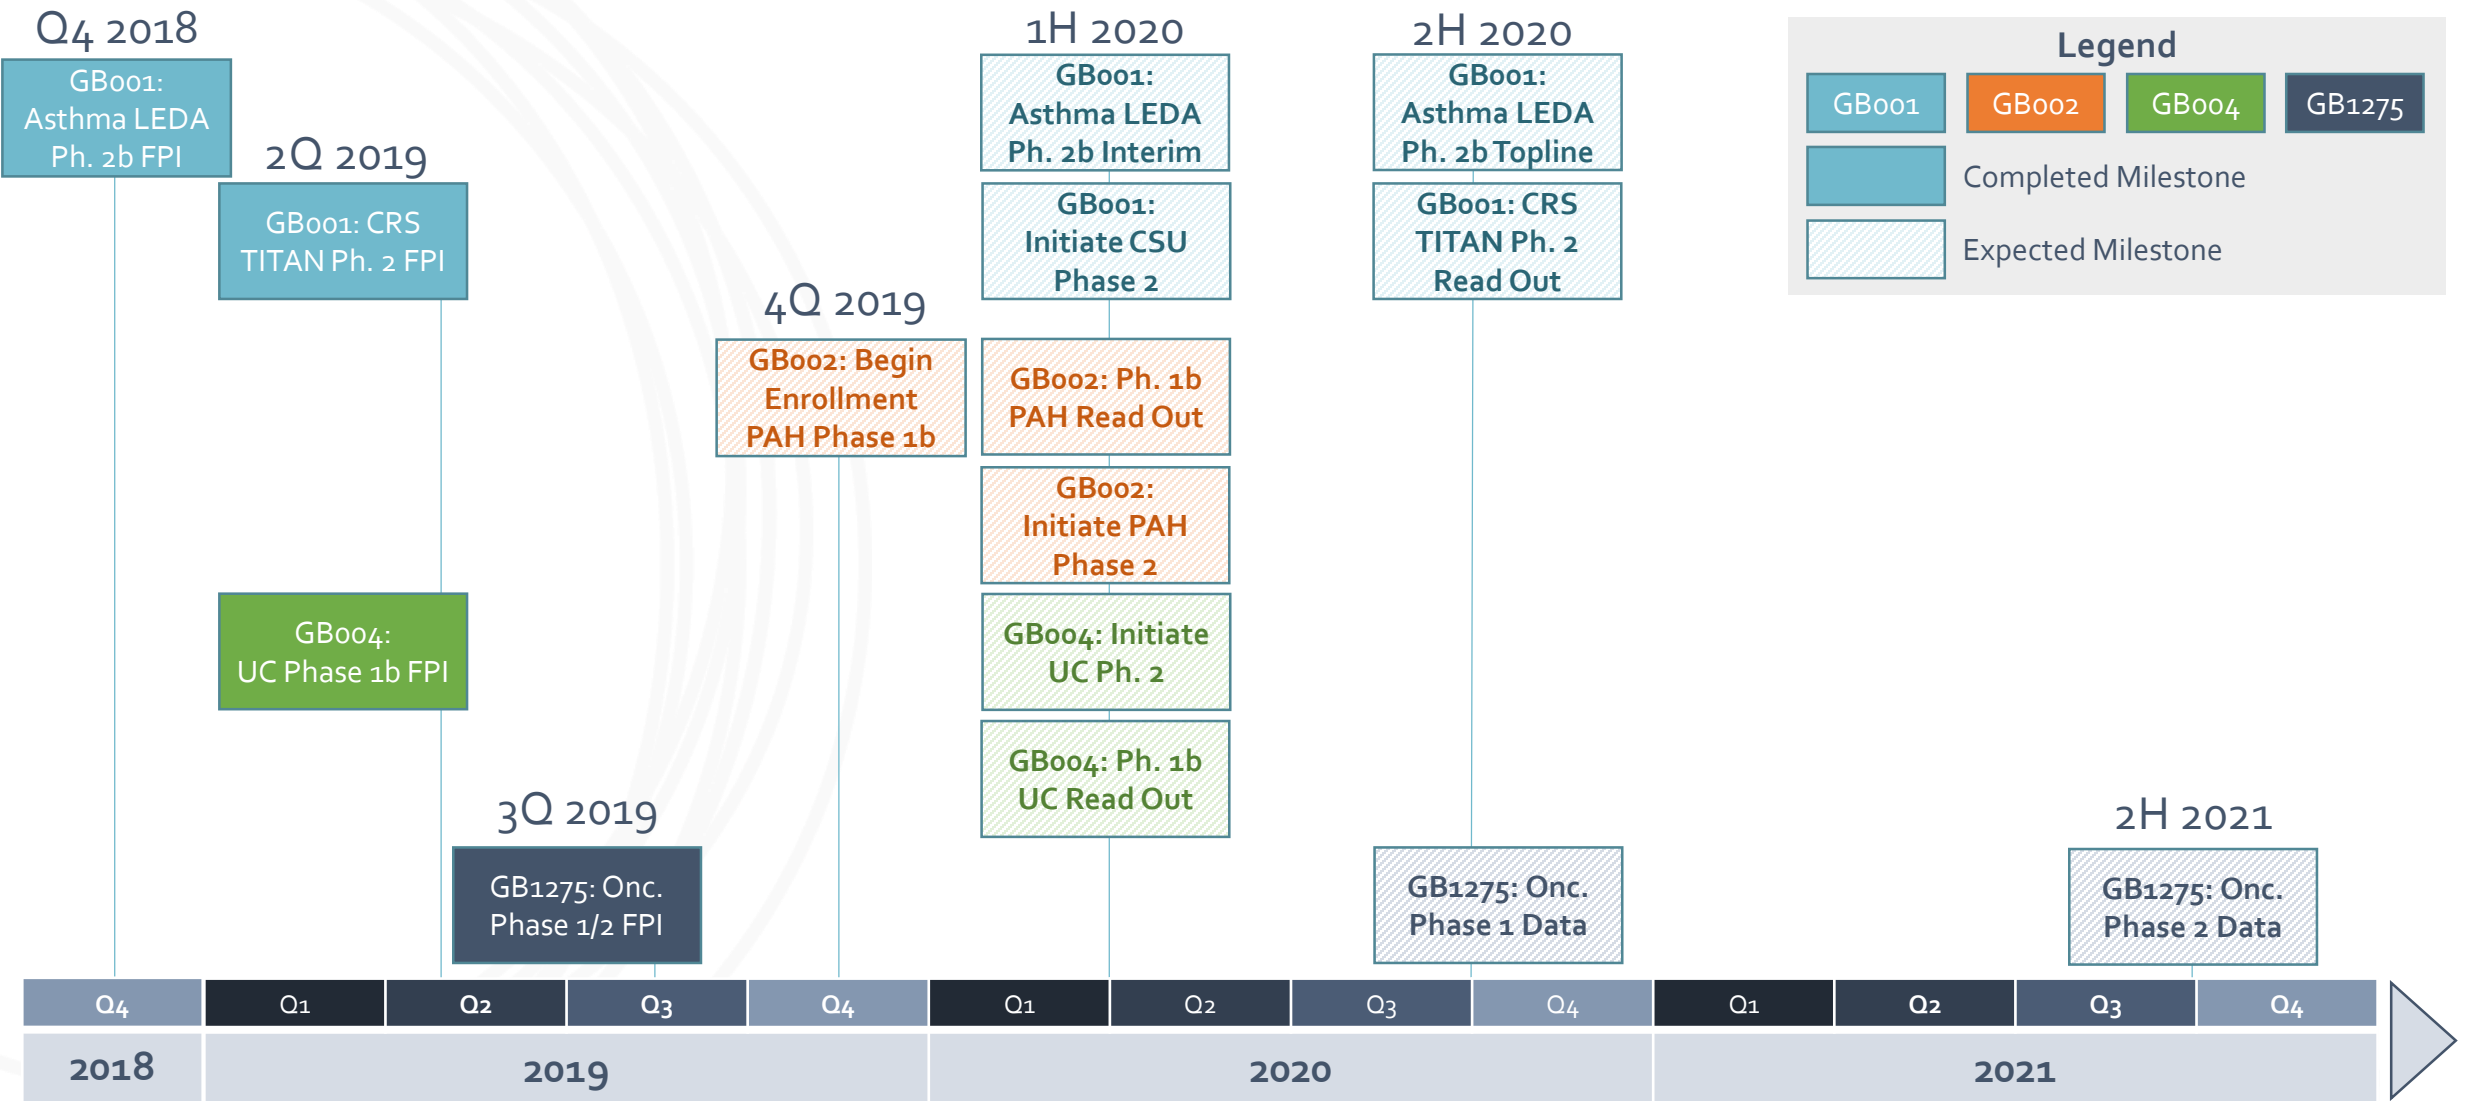 Q4 2018
GB001:
Asthma LEDA
Ph. 2b FPI
2Q 2019
GB001: CRS
TITAN Ph. 2 FPI
GB004:
UC Phase 1b FPI
3Q 2019
GB1275: Onc.
Phase 1/2 FPI
4Q 2019
GB002: Begin
Enrollment
PAH Phase 1b
1H 2020
GB001:
Asthma LEDA
Ph. 2b Interim
GB001:
Initiate CSU
Phase 2
GB002: Ph. 1b
PAH Read Out
GB002:
Initiate PAH
Phase 2
GB004: Initiate
UC Ph. 2
GB004: Ph. 1b
UC Read Out
2H 2020
GB001:
Asthma LEDA
Ph. 2b Topline
GB001: CRS
TITAN Ph. 2
Read Out
GB1275: Onc.
Phase 1 Data
2H 2021
GB1275: Onc.
Phase 2 Data
Legend
GB001 GB002 GB004 GB1275
Completed Milestone
Expected Milestone
Q4 Q1 Q2 Q3 Q4 Q1 Q2 Q3 Q4 Q1 Q2 Q3 Q4
2018 2019 2020 2021